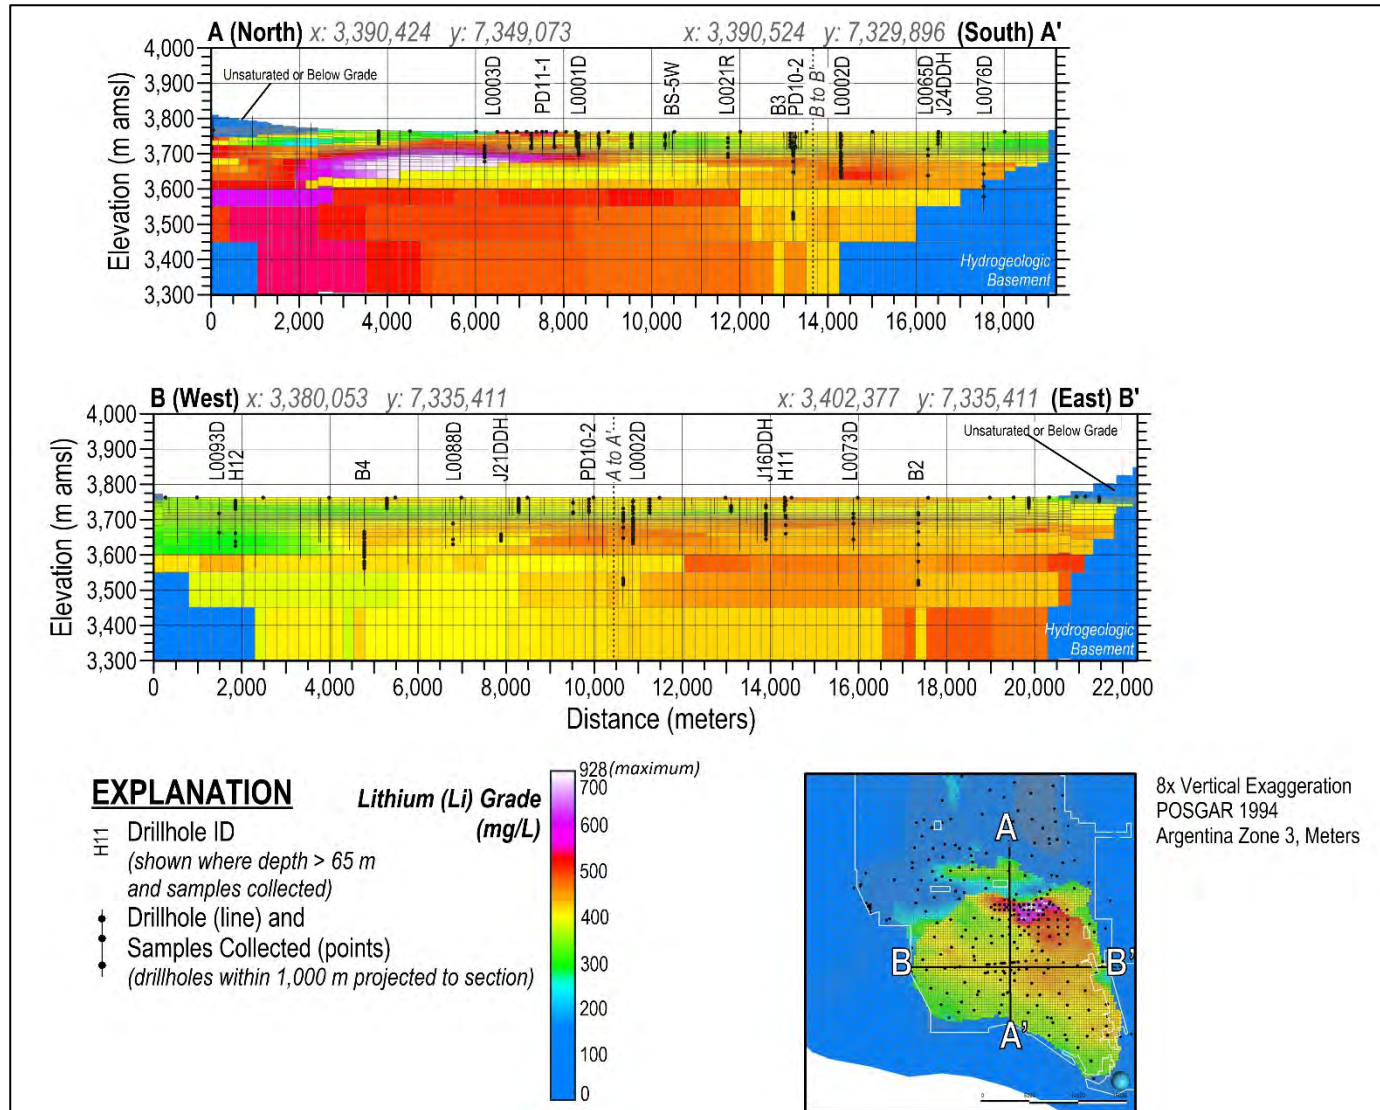 A (North) x: 3,390,424 y: 7,349,073 x: 3,390,524 y: 7,329,896 (South) A'
4,000
3,900
3,800
3,700
3,600
3,500
3,400
3,300
Elevation (m amsl)
Unsaturated or Below Grade
L0003D
PD11-1
L0001D
BS-5W
L0021R
B3
PD10-2
B to B'
L0002D
L0065D
J24DDH
L0076D
Hydrogeologic
Basement
0 2,000 4,000 6,000 8,000 10,000 12,000 14,000 16,000 18,000
B (West) x: 3,380,053 y: 7,335,411 x: 3,402,377 y: 7,335,411 (East) B'
4,000
3,900
3,800
3,700
3,600
3,500
3,400
3,300
Elevation (m amsl)
L0093D
H12
B4
L0088D
J21DDH
PD10-2
A to A'
L0002D
J16DDH
H11
L0073D
B2
Unsaturated or Below Grade
Hydrogeologic
Basement
0 2,000 4,000 6,000 8,000 10,000 12,000 14,000 16,000 18,000 20,000 22,000
Distance (meters)
EXPLANATION
H11
Drillhole ID
(shown where depth > 65 m
and samples collected)
Drillhole (line) and
Samples Collected (points)
(drillholes within 1,000 m projected to section)
Lithium (Li) Grade
(mg/L)
928 (maximum)
700
600
500
400
300
200
100
0
A
B
B'
A'
0
8x Vertical Exaggeration
POSGAR 1994
Argentina Zone 3, Meters